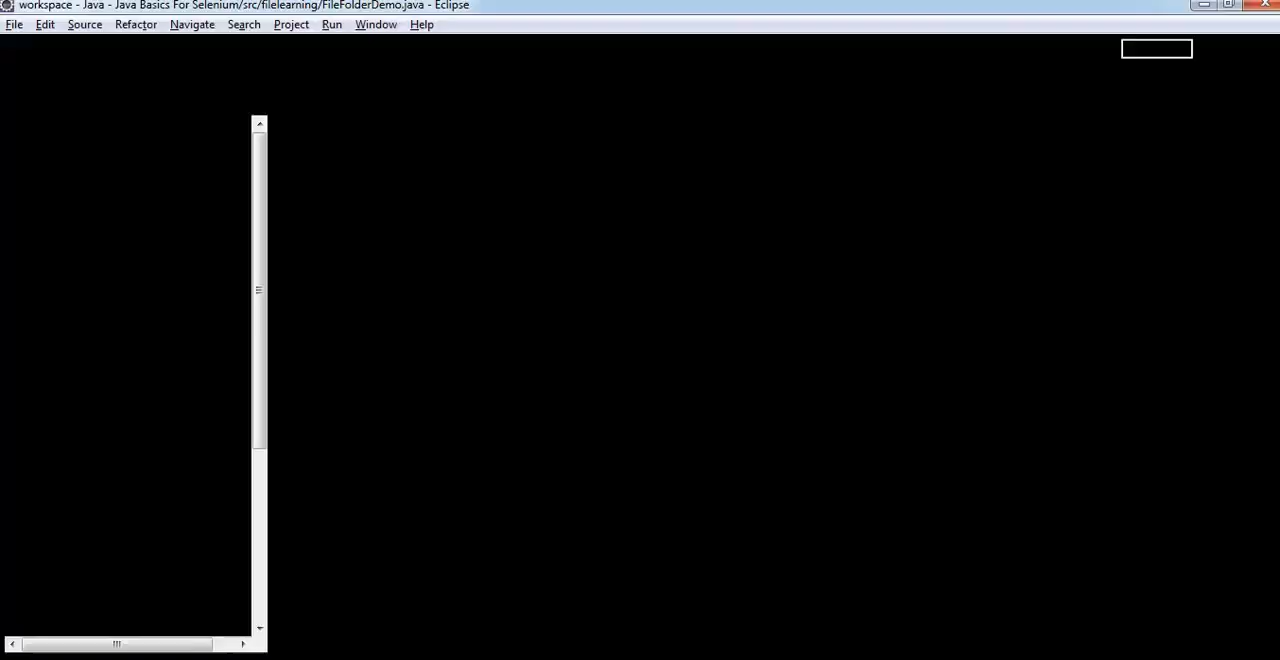 workspace - Java - Java Basics For Selenium/src/filelearning/FileFolderDemo.java - Eclipse
File Edit Source Refactor Navigate Search Project Run Window Help